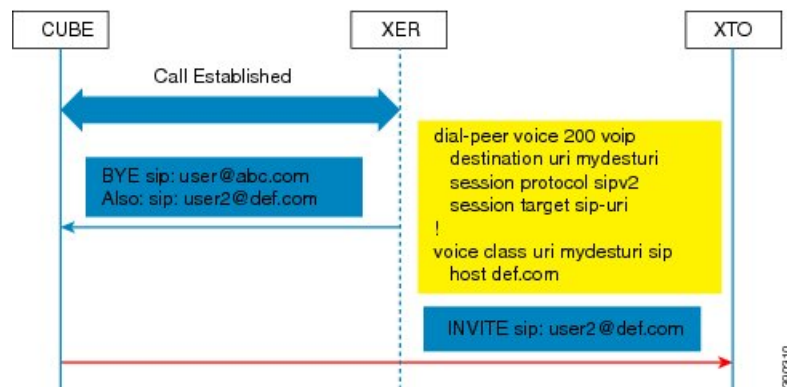 CUBE
XER
XTO
Call Established
BYE sip: user@abc.com
Also: sip: user2@def.com
dial-peer voice 200 voip
destination uri mydesturi
session protocol sipv2
session target sip-uri
!
voice class uri mydesturi sip
host def.com
INVITE sip: user2@def.com